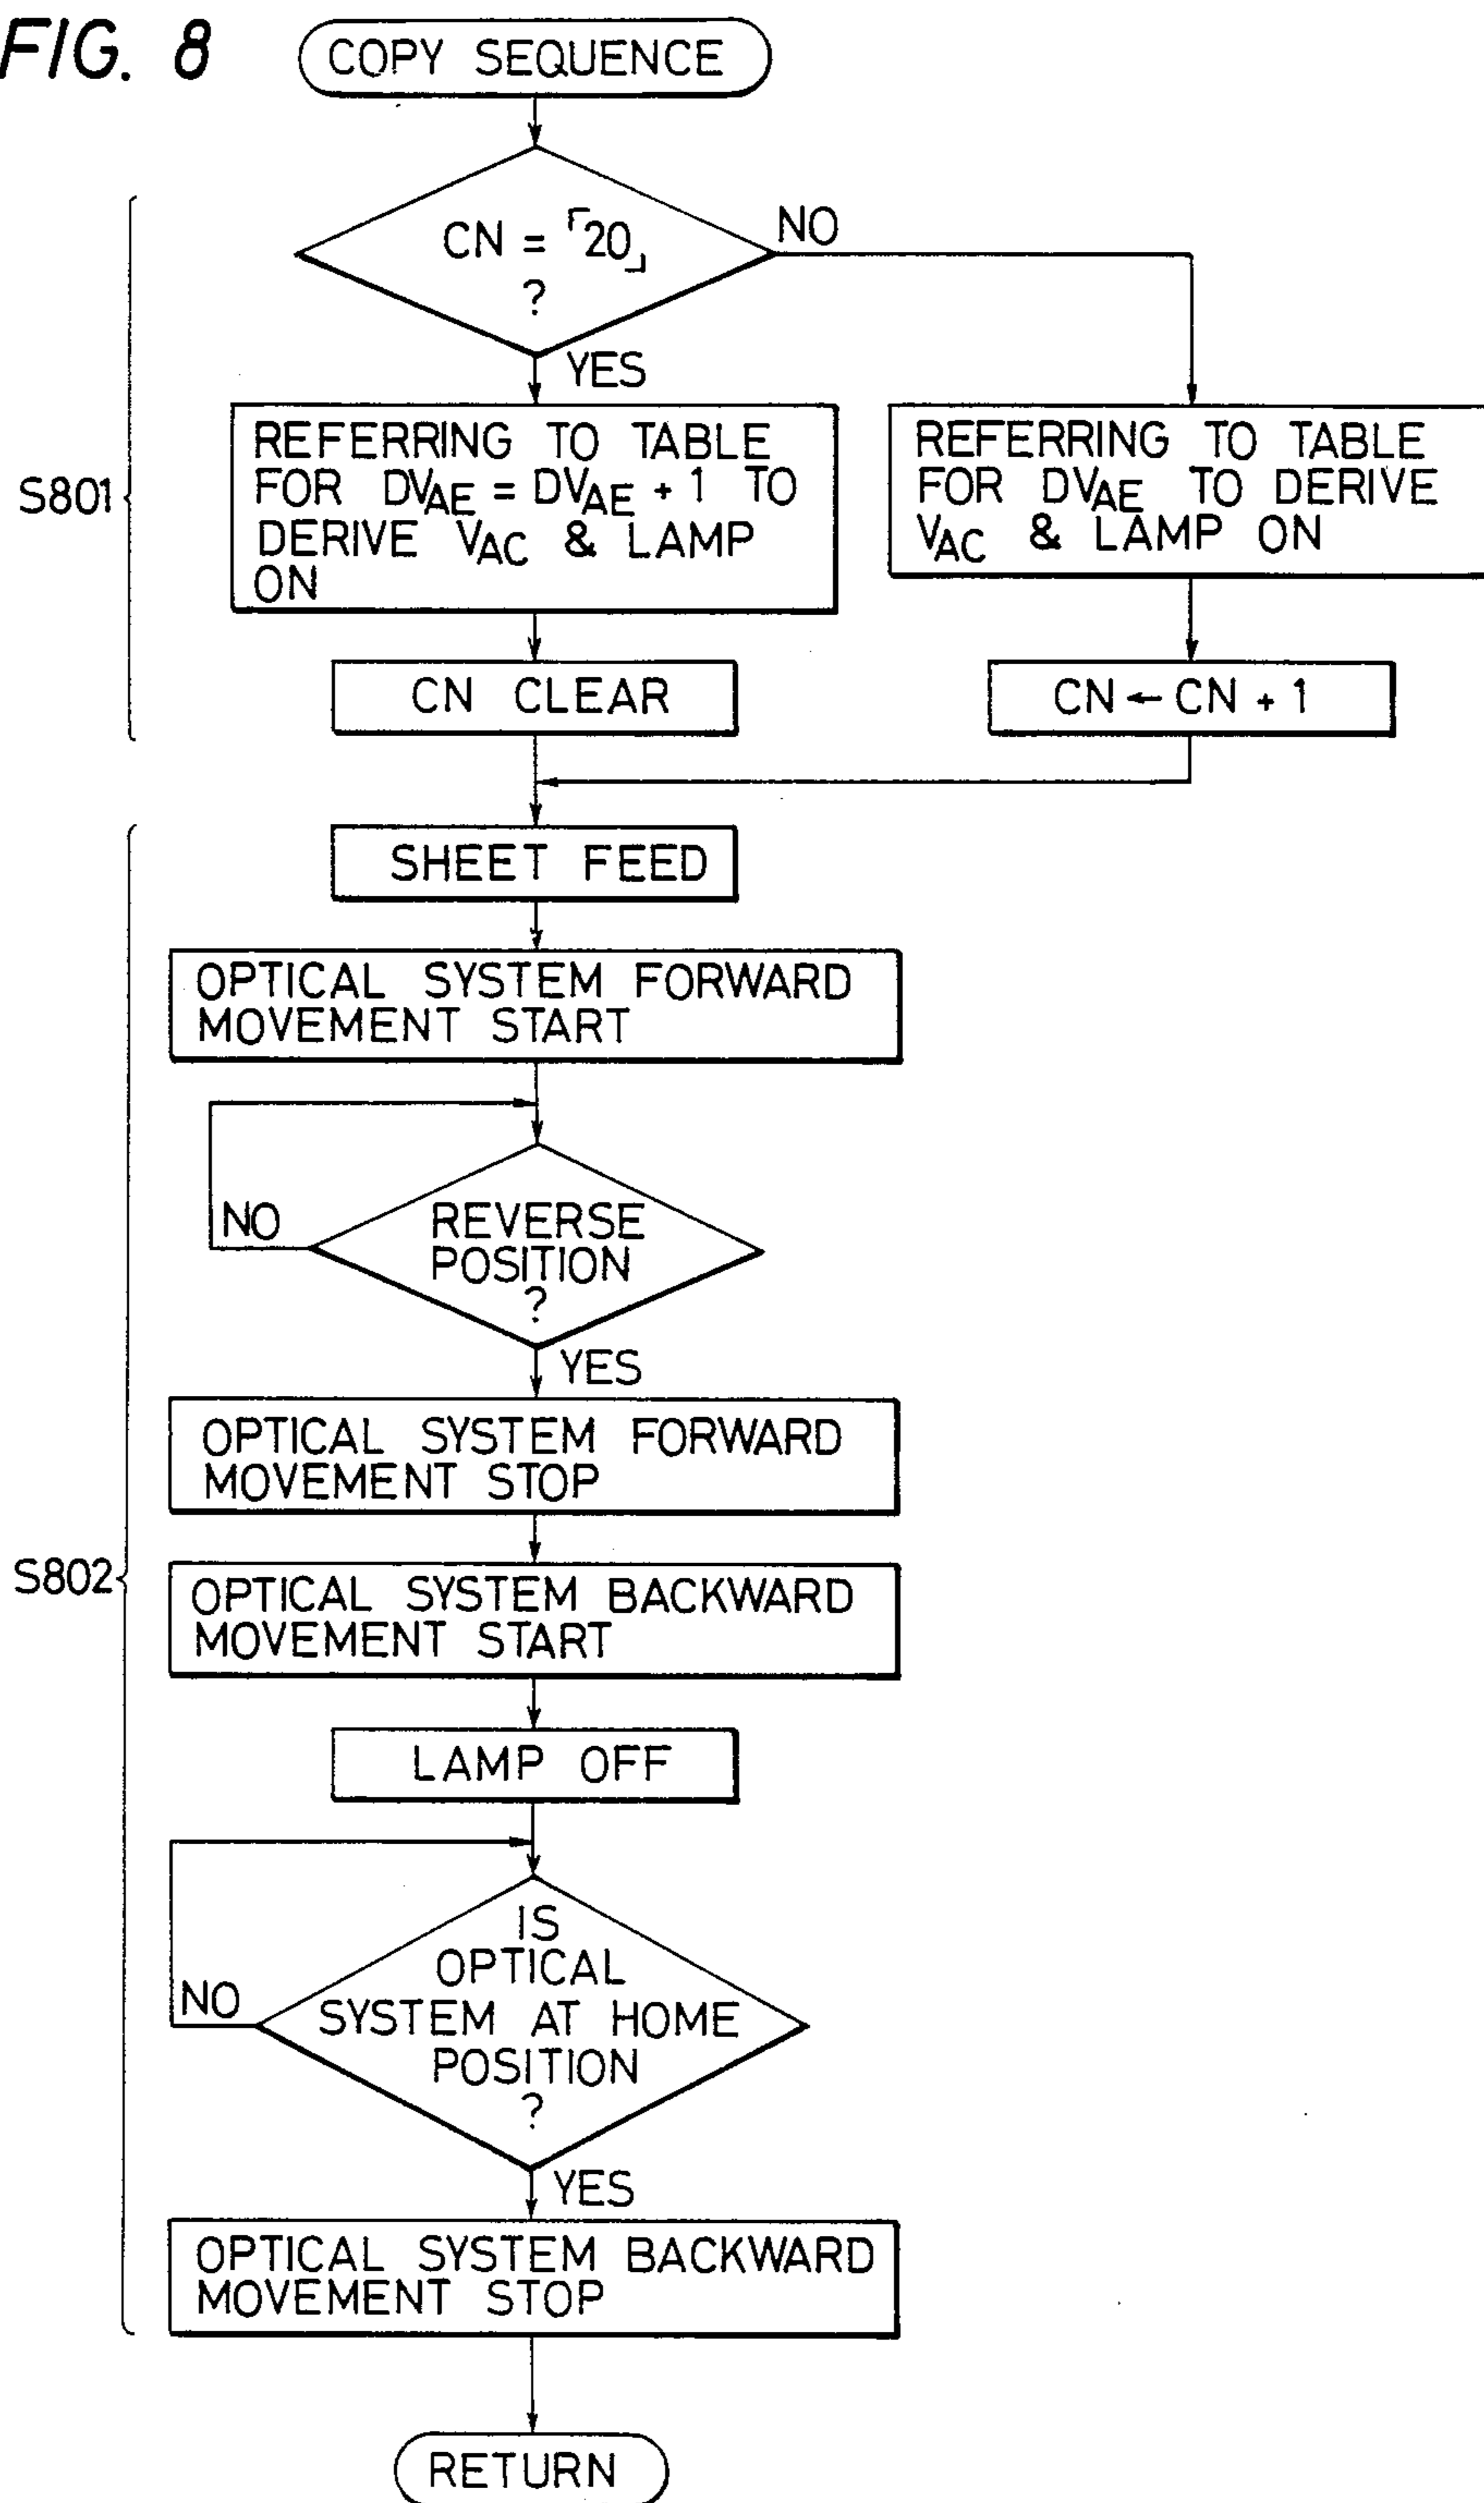 FIG. 8
COPY SEQUENCE
CN = 「20」
?
NO
YES
S801
REFERRING TO TABLE
FOR DVAE = DVAE + 1 TO
DERIVE VAC & LAMP
ON
REFERRING TO TABLE
FOR DVAE TO DERIVE
VAC & LAMP ON
CN CLEAR
CN ← CN + 1
SHEET FEED
OPTICAL SYSTEM FORWARD
MOVEMENT START
NO
REVERSE
POSITION
?
YES
OPTICAL SYSTEM FORWARD
MOVEMENT STOP
S802
OPTICAL SYSTEM BACKWARD
MOVEMENT START
LAMP OFF
IS
OPTICAL
NO
SYSTEM AT HOME
POSITION
?
YES
OPTICAL SYSTEM BACKWARD
MOVEMENT STOP
RETURN